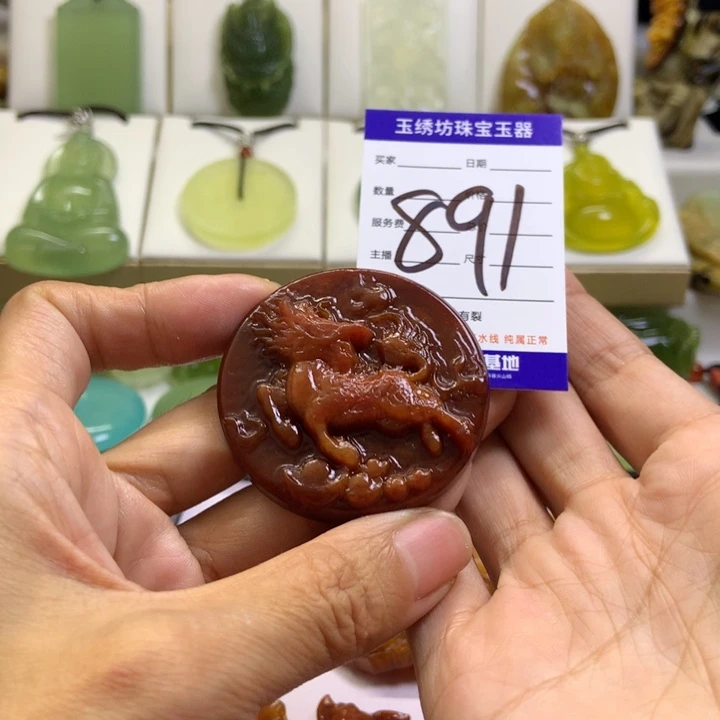 玉绣坊珠宝玉器
买家 日期
数量
891
服务费
主播 尺寸
有裂
水线 纯属正常
基地